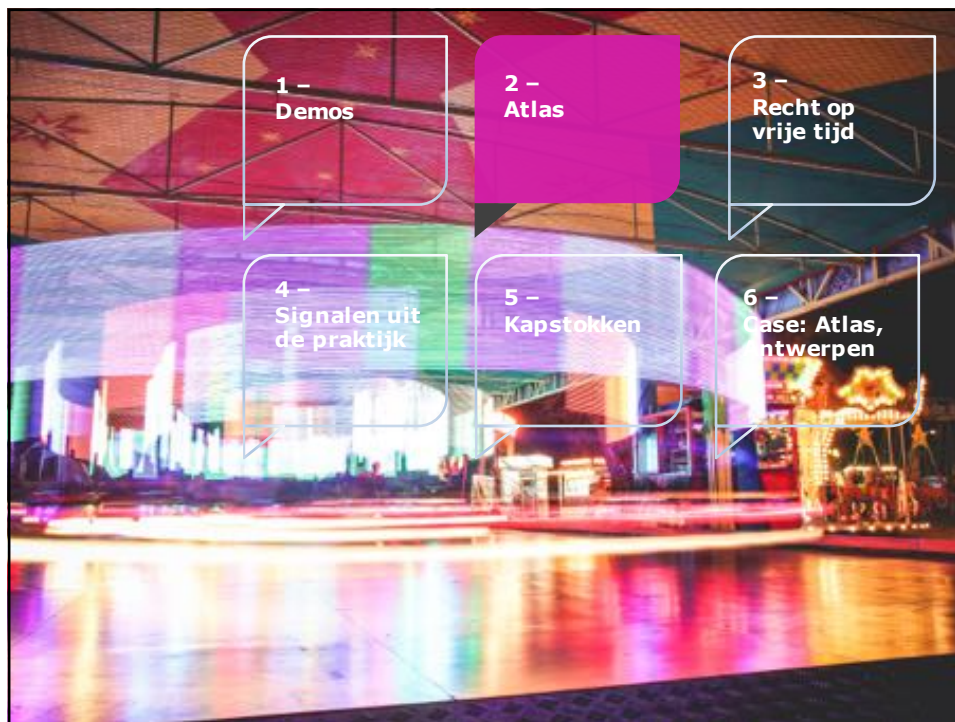 1 –
Demos
2 –
Atlas
3 –
Recht op
vrije tijd
4 –
Signalen uit
de praktijk
5 –
Kapstokken
6 –
Case: Atlas,
Antwerpen